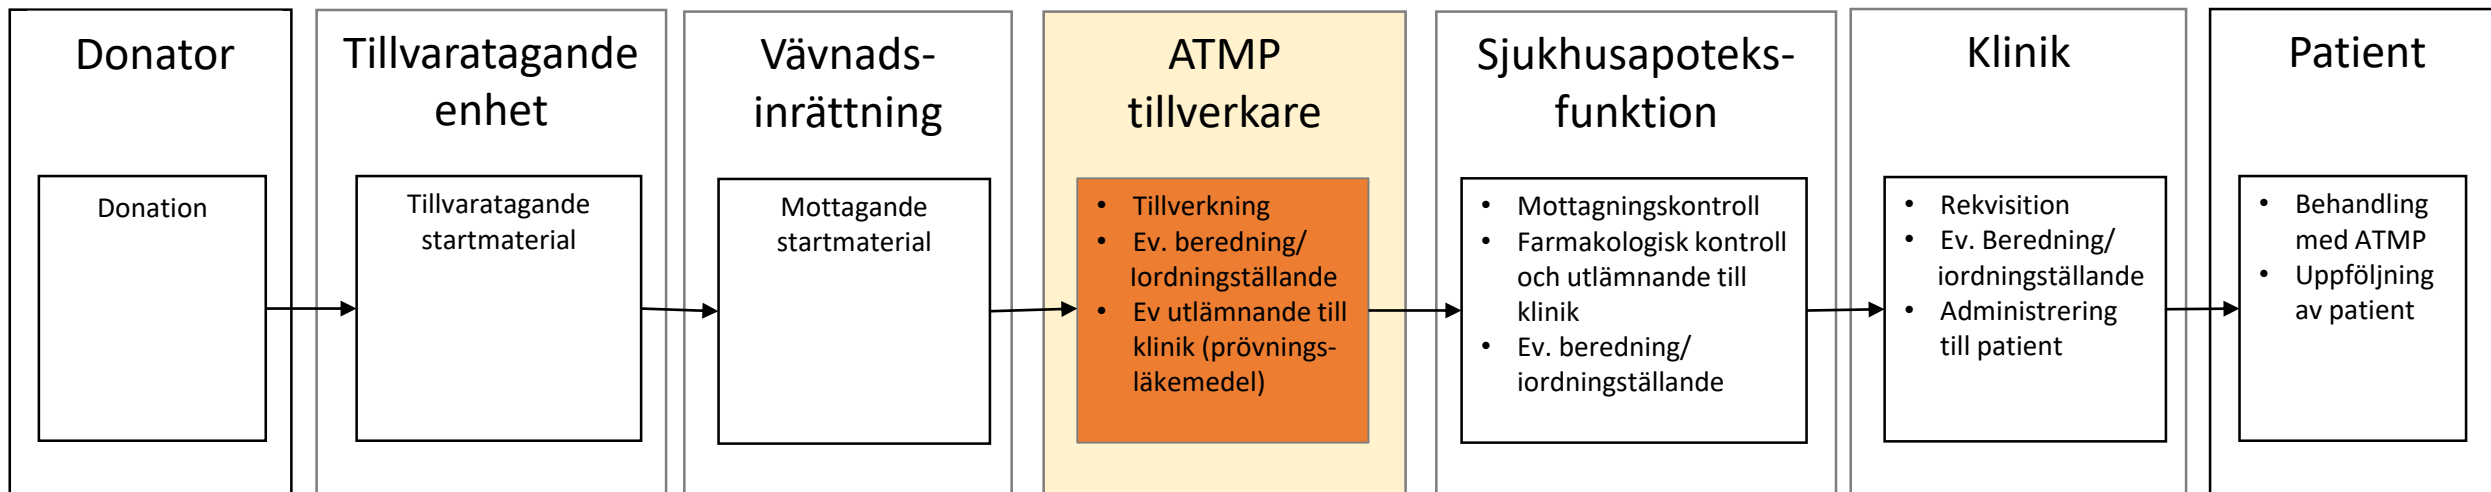 Donator
Donation
Tillvaratagande
enhet
Tillvaratagande
startmaterial
Vävnads-
inrättning
Mottagande
startmaterial
ATMP
tillverkare
• Tillverkning
• Ev. beredning/
Iordningställande
• Ev utlämnande till
klinik (prövnings-
läkemedel)
Sjukhusapoteks-
funktion
• Mottagningskontroll
• Farmakologisk kontroll
och utlämnande till
klinik
• Ev. beredning/
iordningställande
Klinik
• Rekvisition
• Ev. Beredning/
iordningställande
• Administrering
till patient
Patient
• Behandling
med ATMP
• Uppföljning
av patient